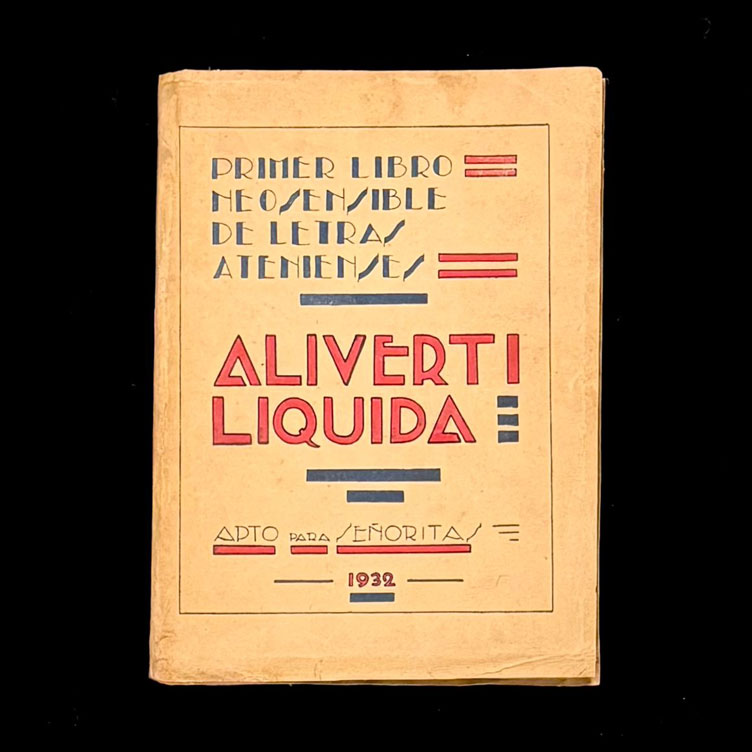 PRIMER LIBRO
NEOSENSIBLE
DE LETRAS
ATENIENSES
ALIVERTI
LIQUIDA
APTO PARA SEÑORITAS
1932